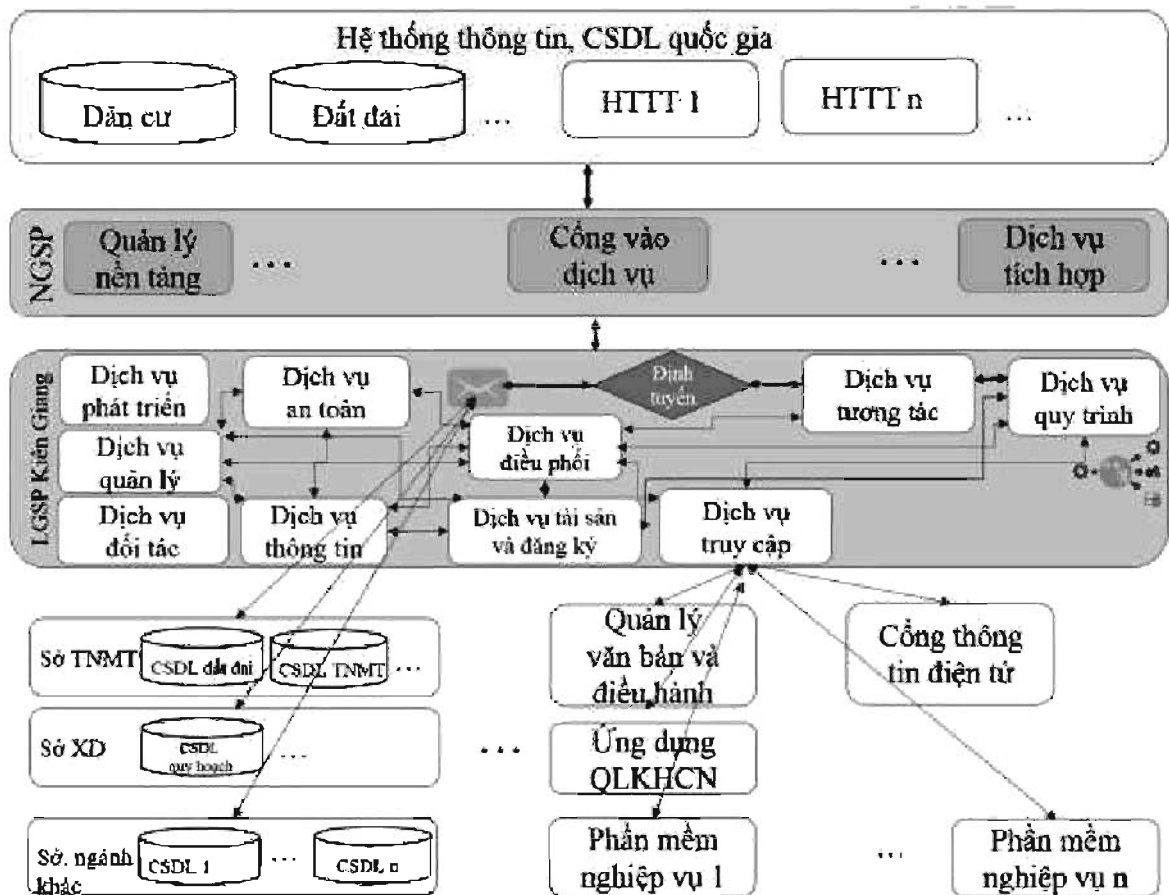 Hệ thống thông tin, CSDL quốc gia
Dân cư
Đất đai
...
HTTT 1
HTTT n
...
NGSP
Quản lý
nền tảng
...
Cổng vào
dịch vụ
...
Dịch vụ
tích hợp
LGSP Kiên Giang
Dịch vụ
phát triển
Dịch vụ
an toàn
Định
tuyến
Dịch vụ
tương tác
Dịch vụ
quy trình
Dịch vụ
quản lý
Dịch vụ
điều phối
Dịch vụ
đối tác
Dịch vụ
thông tin
Dịch vụ tài sản
và đăng ký
Dịch vụ
truy cập
Sở TNMT
CSDL đất đai
CSDL TNMT
...
Quản lý
văn bản và
điều hành
Cổng thông
tin điện tử
Sở XD
CSDL
quy hoạch
...
...
Ứng dụng
QLKHCN
Sở, ngành
khác
CSDL 1
...
CSDL n
Phần mềm
nghiệp vụ 1
...
Phần mềm
nghiệp vụ n